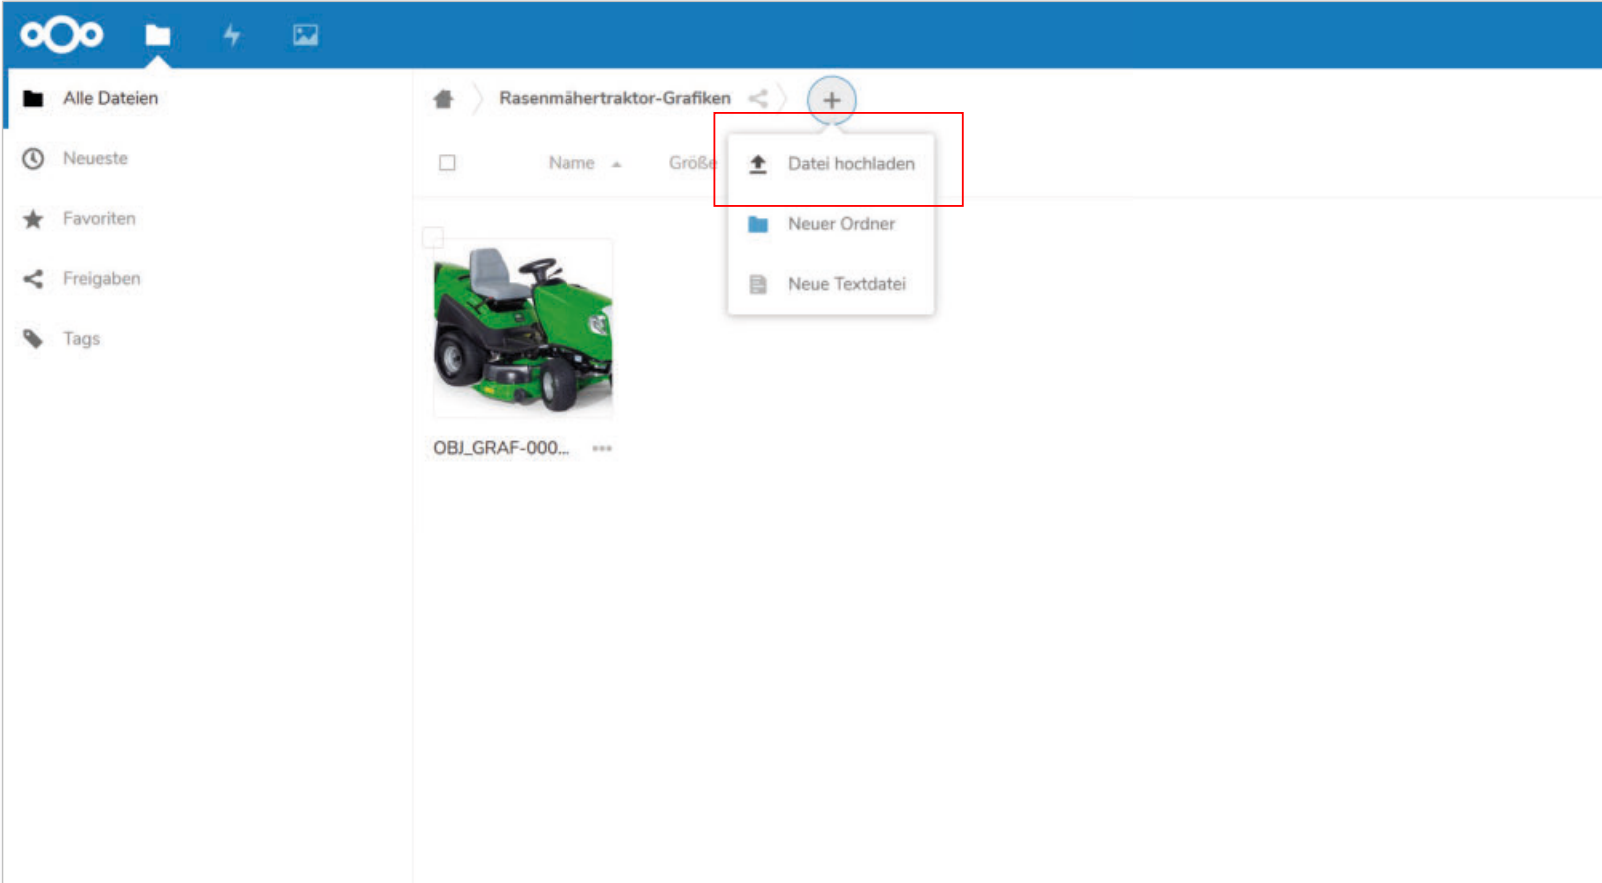 Alle Dateien
Neueste
Favoriten
Freigaben
Tags
Rasenmähertraktor-Grafiken
Name
Größe
Datei hochladen
Neuer Ordner
Neue Textdatei
OBJ_GRAF-000...